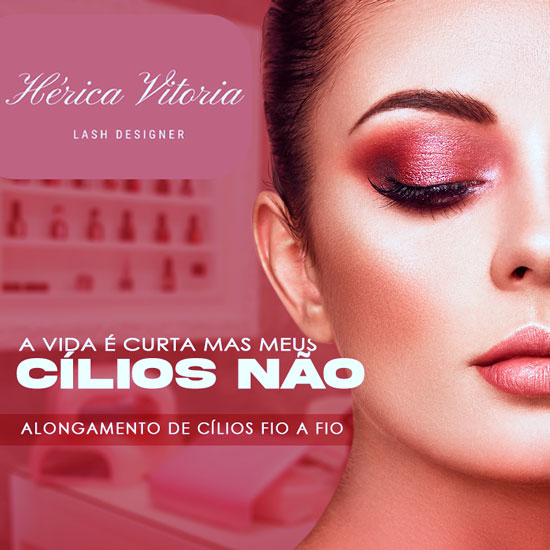 Hérica Vitoria
LASH DESIGNER
A VIDA É CURTA MAS MEUS
CÍLIOS NÃO
ALONGAMENTO DE CÍLIOS FIO A FIO